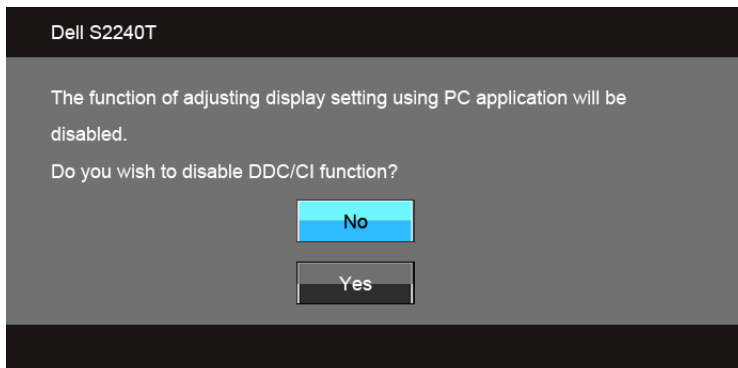 Dell S2240T
The function of adjusting display setting using PC application will be
disabled.
Do you wish to disable DDC/CI function?
No
Yes